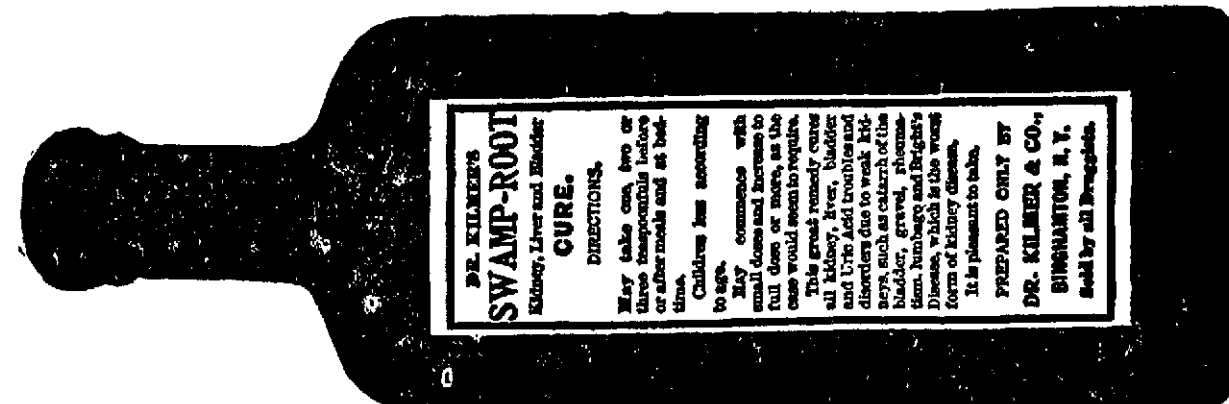 DR. KILMER'S
SWAMP-ROOT
Kidney, Liver and Bladder
CURE.
DIRECTIONS.
May take one, two or
three teaspoonfuls before
or after meals and at bed-
time.
Children less according
to age.
May commence with
small doses and increase to
full dose or more, as the
case would seem to require.
This great remedy cures
all kidney, liver, bladder
and Uric Acid troubles and
disorders due to weak kid-
neys, such as catarrh of the
bladder, gravel, rheuma-
tism, lumbago and Bright's
Disease, which is the worst
form of kidney disease.
It is pleasant to take.
PREPARED ONLY BY
DR. KILMER & CO.,
BINGHAMTON, N. Y.
Sold by all Druggists.